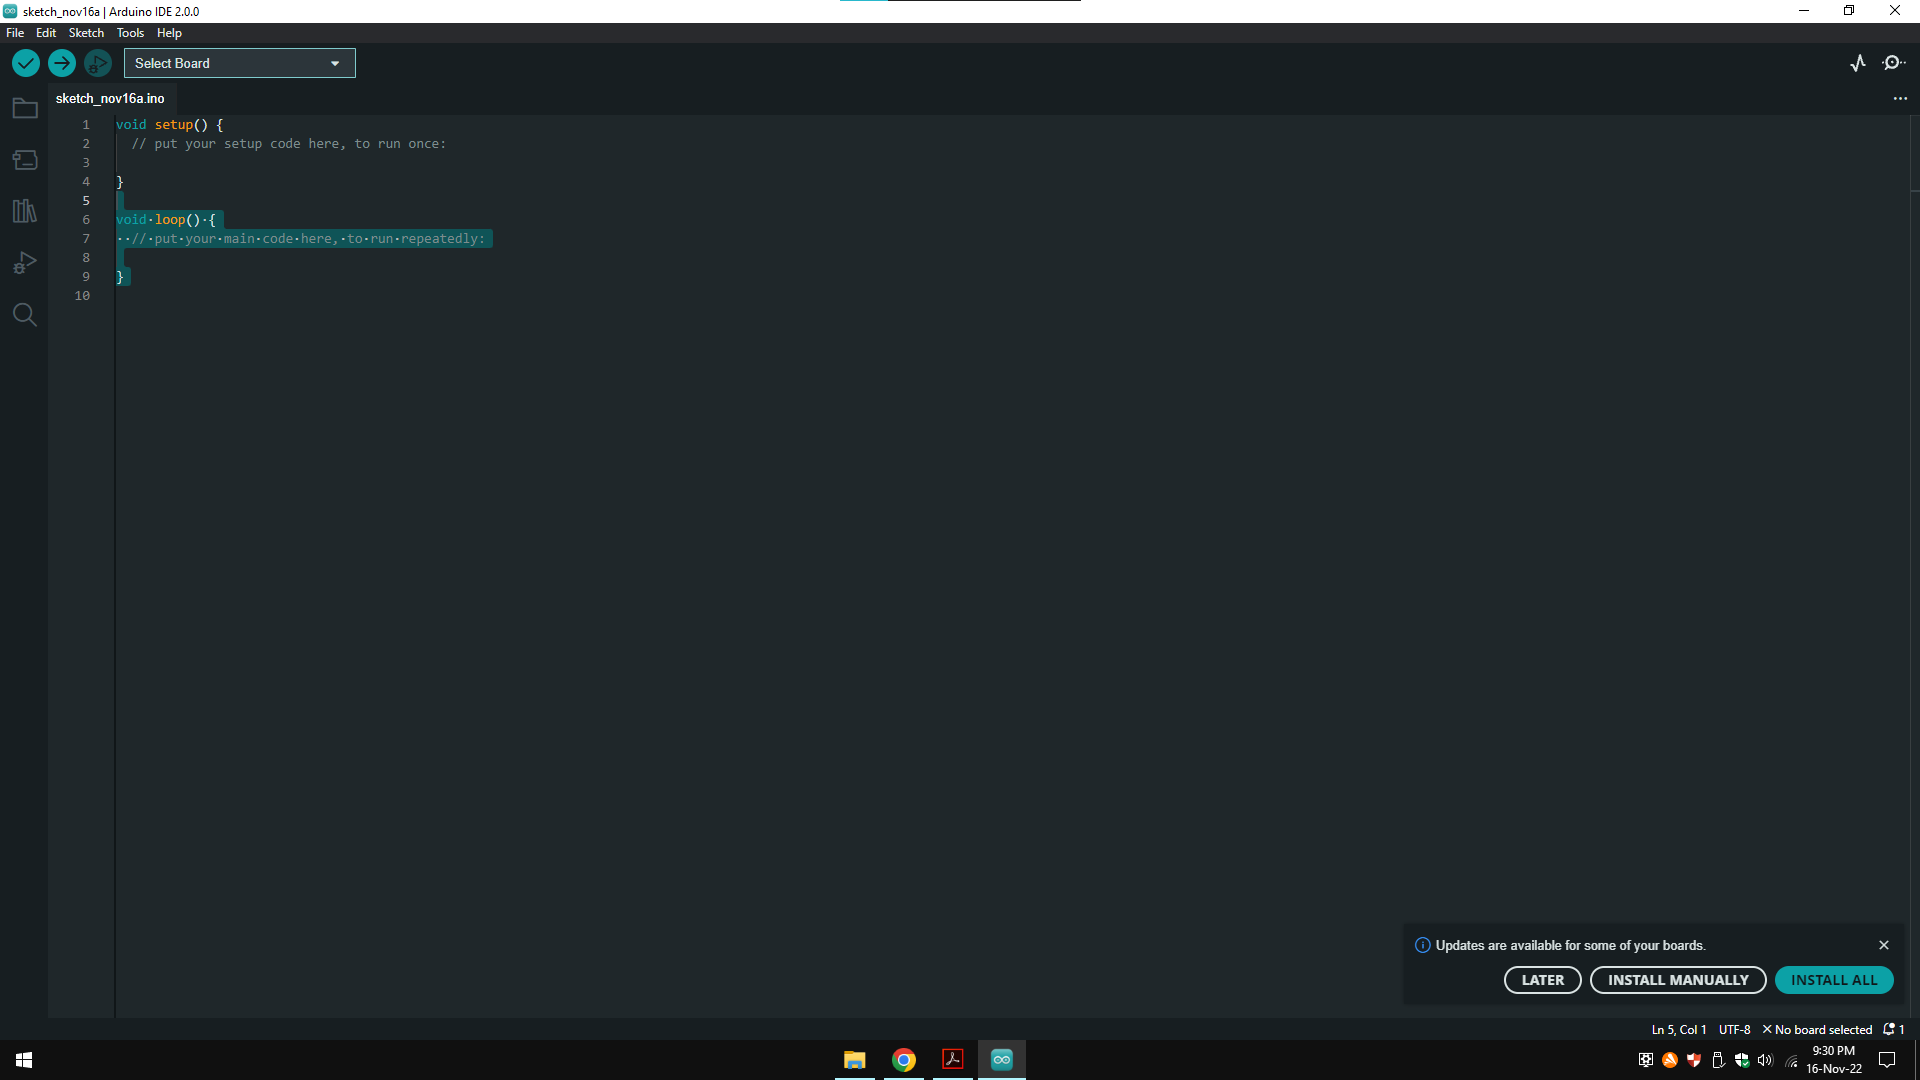 sketch_nov16a | Arduino IDE 2.0.0
File Edit Sketch Tools Help
Select Board
sketch_nov16a.ino
1 void setup() {
2 // put your setup code here, to run once:
3
4 }
5
6 void·loop()·{
7 ··//·put·your·main·code·here,·to·run·repeatedly:
8
9 }
10
Updates are available for some of your boards.
LATER INSTALL MANUALLY INSTALL ALL
Ln 5, Col 1 UTF-8 No board selected 1
9:30 PM
16-Nov-22